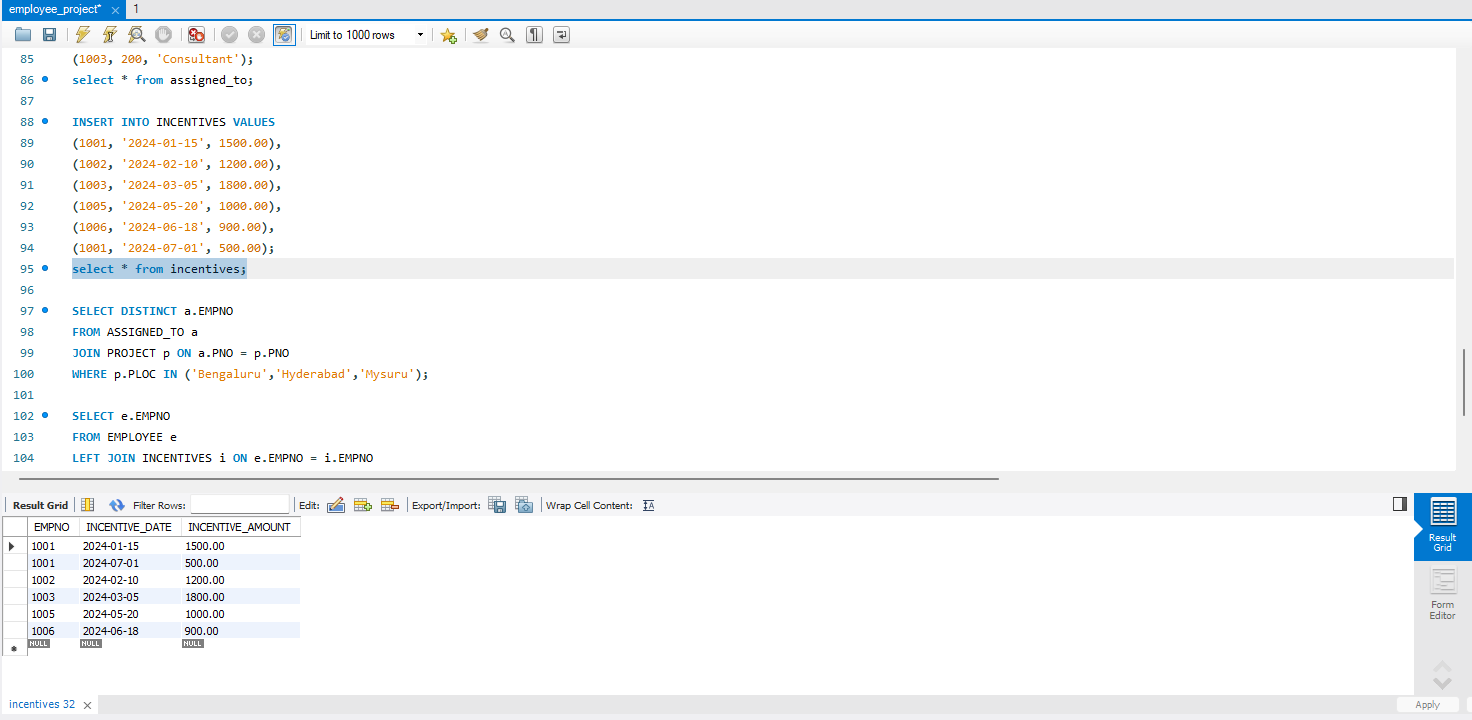 employee_project* × 1
Limit to 1000 rows
85 (1003, 200, 'Consultant');
86 select * from assigned_to;
87
88 INSERT INTO INCENTIVES VALUES
89 (1001, '2024-01-15', 1500.00),
90 (1002, '2024-02-10', 1200.00),
91 (1003, '2024-03-05', 1800.00),
92 (1005, '2024-05-20', 1000.00),
93 (1006, '2024-06-18', 900.00),
94 (1001, '2024-07-01', 500.00);
95 select * from incentives;
96
97 SELECT DISTINCT a.EMPNO
98 FROM ASSIGNED_TO a
99 JOIN PROJECT p ON a.PNO = p.PNO
100 WHERE p.PLOC IN ('Bengaluru','Hyderabad','Mysuru');
101
102 SELECT e.EMPNO
103 FROM EMPLOYEE e
104 LEFT JOIN INCENTIVES i ON e.EMPNO = i.EMPNO
Result Grid Filter Rows: Edit: Export/Import: Wrap Cell Content:
EMPNO INCENTIVE_DATE INCENTIVE_AMOUNT
1001 2024-01-15 1500.00
1001 2024-07-01 500.00
1002 2024-02-10 1200.00
1003 2024-03-05 1800.00
1005 2024-05-20 1000.00
1006 2024-06-18 900.00
NULL NULL NULL
Result
Grid
Form
Editor
incentives 32 × Apply